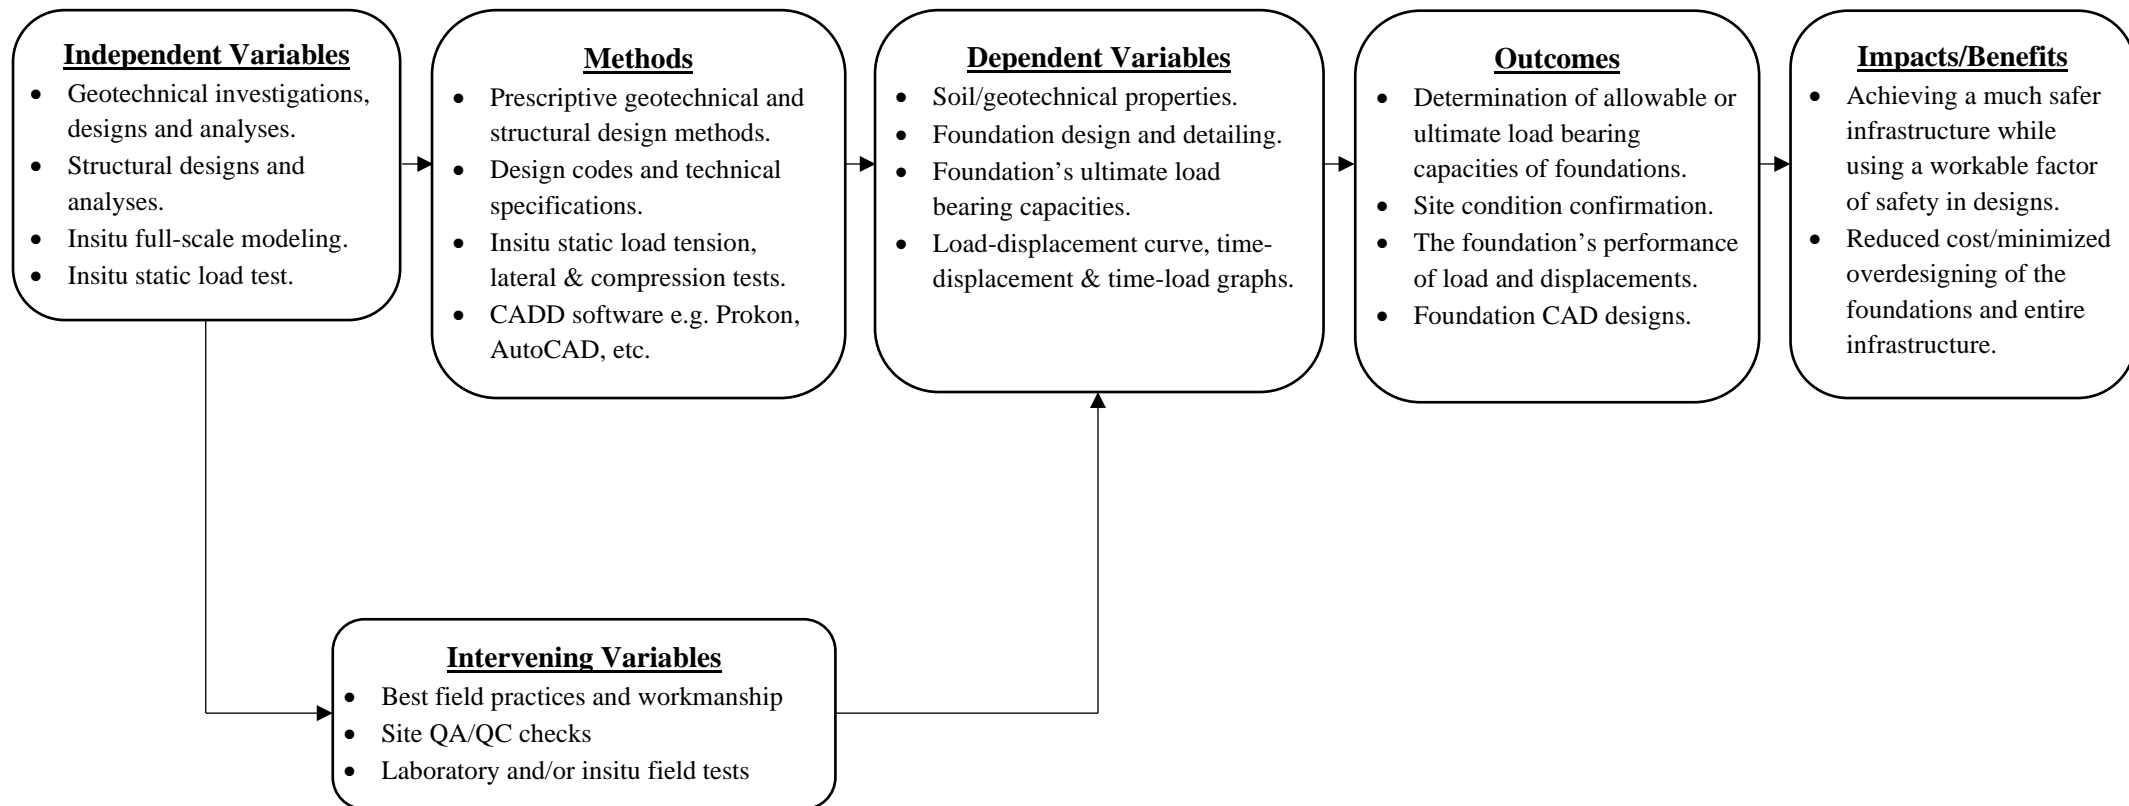 Independent Variables
• Geotechnical investigations,
designs and analyses.
• Structural designs and
analyses.
• Insitu full-scale modeling.
• Insitu static load test.
Methods
• Prescriptive geotechnical and
structural design methods.
• Design codes and technical
specifications.
• Insitu static load tension,
lateral & compression tests.
• CADD software e.g. Prokon,
AutoCAD, etc.
Dependent Variables
• Soil/geotechnical properties.
• Foundation design and detailing.
• Foundation’s ultimate load
bearing capacities.
• Load-displacement curve, time-
displacement & time-load graphs.
Outcomes
• Determination of allowable or
ultimate load bearing
capacities of foundations.
• Site condition confirmation.
• The foundation’s performance
of load and displacements.
• Foundation CAD designs.
Impacts/Benefits
• Achieving a much safer
infrastructure while
using a workable factor
of safety in designs.
• Reduced cost/minimized
overdesigning of the
foundations and entire
infrastructure.
Intervening Variables
• Best field practices and workmanship
• Site QA/QC checks
• Laboratory and/or insitu field tests